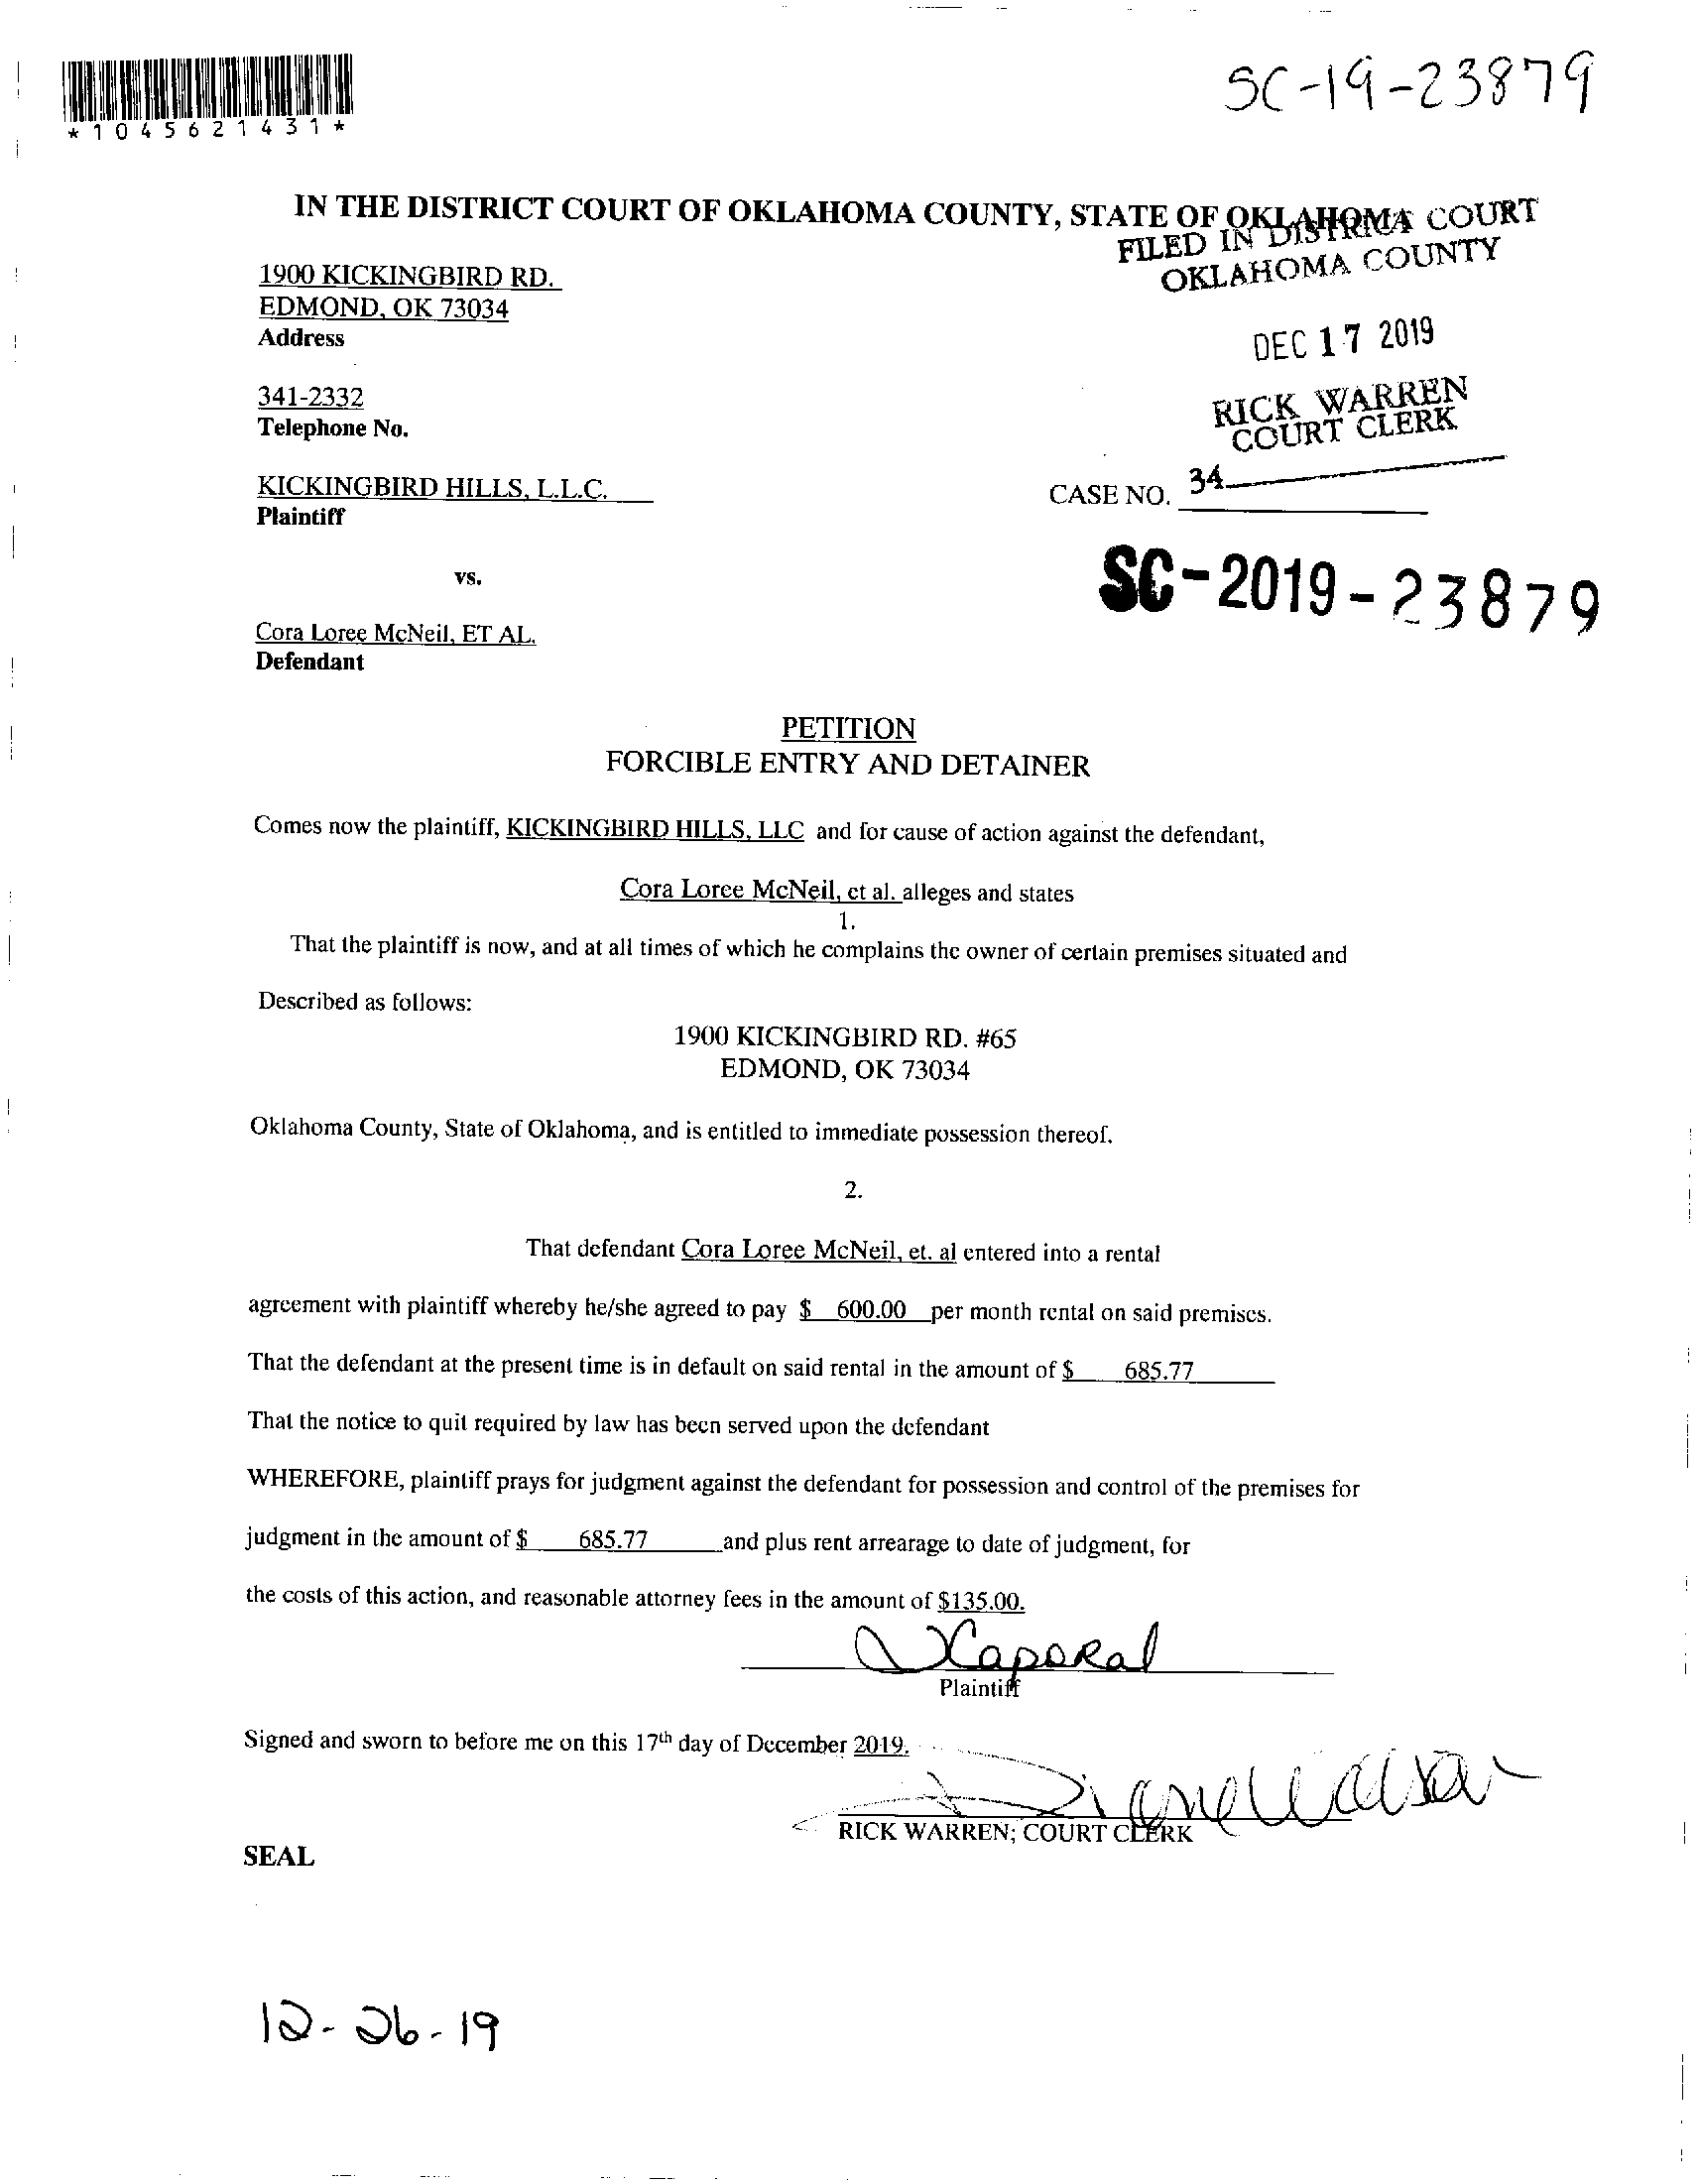 SC-19-23879
*1045621431*
IN THE DISTRICT COURT OF OKLAHOMA COUNTY, STATE OF OKLAHOMA
FILED IN DISTRICT COURT
OKLAHOMA COUNTY
1900 KICKINGBIRD RD.
EDMOND, OK 73034
Address
DEC 17 2019
341-2332
Telephone No.
RICK WARREN
COURT CLERK
34
KICKINGBIRD HILLS, L.L.C.
Plaintiff
CASE NO.
vs.
SC-2019-23879
Cora Loree McNeil, ET AL.
Defendant
PETITION
FORCIBLE ENTRY AND DETAINER
Comes now the plaintiff, KICKINGBIRD HILLS, LLC and for cause of action against the defendant,
Cora Loree McNeil, et al. alleges and states
1.
That the plaintiff is now, and at all times of which he complains the owner of certain premises situated and
Described as follows:
1900 KICKINGBIRD RD. #65
EDMOND, OK 73034
Oklahoma County, State of Oklahoma, and is entitled to immediate possession thereof.
2.
That defendant Cora Loree McNeil, et. al entered into a rental
agreement with plaintiff whereby he/she agreed to pay $ 600.00 per month rental on said premises.
That the defendant at the present time is in default on said rental in the amount of $ 685.77
That the notice to quit required by law has been served upon the defendant
WHEREFORE, plaintiff prays for judgment against the defendant for possession and control of the premises for
judgment in the amount of $ 685.77 and plus rent arrearage to date of judgment, for
the costs of this action, and reasonable attorney fees in the amount of $135.00.
Plaintiff
Signed and sworn to before me on this 17th day of December 2019.
RICK WARREN; COURT CLERK
SEAL
12-26-19